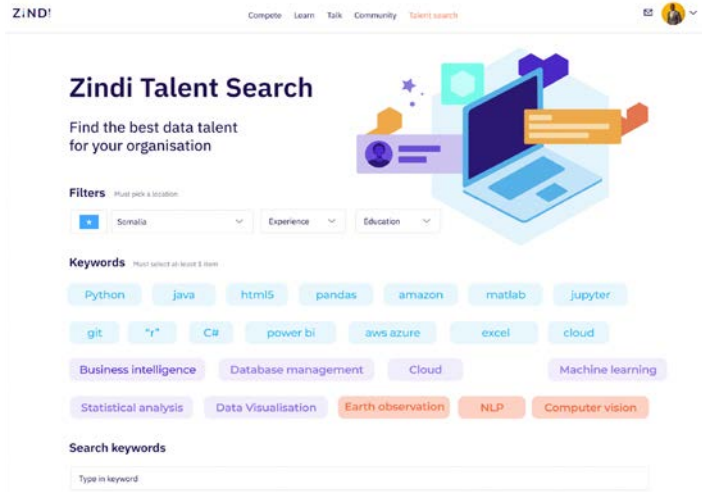 ZINDI
Compete Learn Talk Community Talent search
Zindi Talent Search
Find the best data talent
for your organisation
Filters Must pick a location
Somalia Experience Education
Keywords Must select at least 1 item
Python java html5 pandas amazon matlab jupyter
git "r" C# power bi aws azure excel cloud
Business intelligence Database management Cloud Machine learning
Statistical analysis Data Visualisation Earth observation NLP Computer vision
Search keywords
Type in keyword